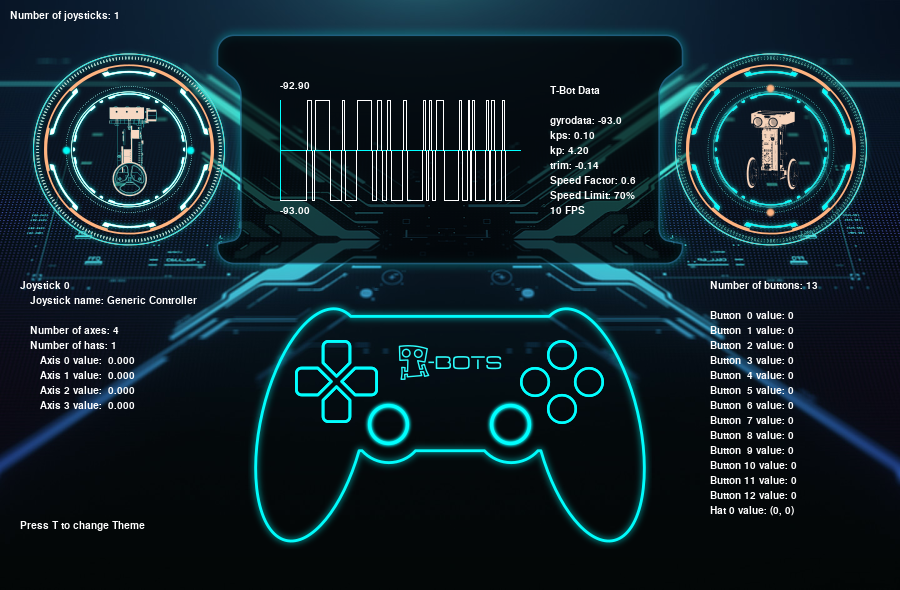 Number of joysticks: 1
-92.90
-93.00
T-Bot Data
gyrodata: -93.0
kps: 0.10
kp: 4.20
trim: -0.14
Speed Factor: 0.6
Speed Limit: 70%
10 FPS
Joystick 0
Joystick name: Generic Controller
Number of axes: 4
Number of hats: 1
Axis 0 value: 0.000
Axis 1 value: 0.000
Axis 2 value: 0.000
Axis 3 value: 0.000
T-BOTS
Number of buttons: 13
Button 0 value: 0
Button 1 value: 0
Button 2 value: 0
Button 3 value: 0
Button 4 value: 0
Button 5 value: 0
Button 6 value: 0
Button 7 value: 0
Button 8 value: 0
Button 9 value: 0
Button 10 value: 0
Button 11 value: 0
Button 12 value: 0
Hat 0 value: (0, 0)
Press T to change Theme